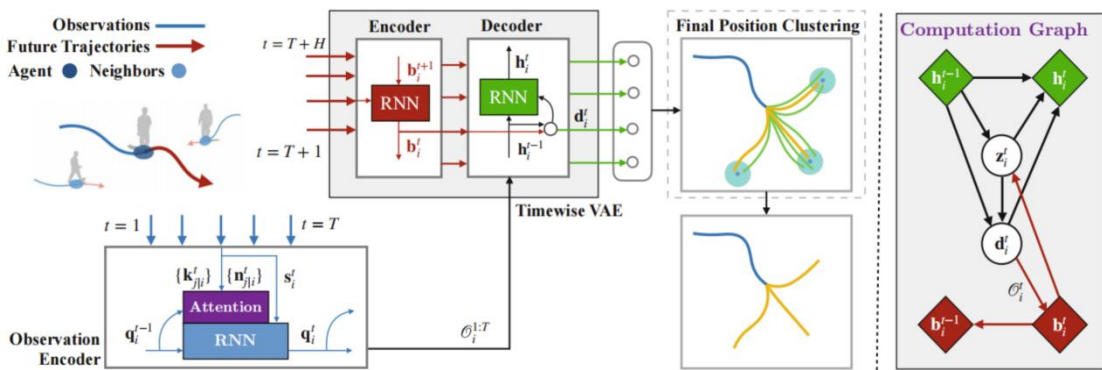 Observations
Future Trajectories
Agent Neighbors
t = T + H
t = T + 1
Encoder
b_i^{t+1}
RNN
b_i^t
Decoder
h_i^t
RNN
d_i^t
h_i^{t-1}
Timewise VAE
Final Position Clustering
t = 1
t = T
{k_{j|i}^t} {n_{j|i}^t} s_i^t
Attention
q_i^{t-1}
RNN
q_i^t
Observation
Encoder
𝒪_i^{1:T}
Computation Graph
h_i^{t-1}
h_i^t
z_i^t
d_i^t
𝒪_i^t
b_i^{t-1}
b_i^t